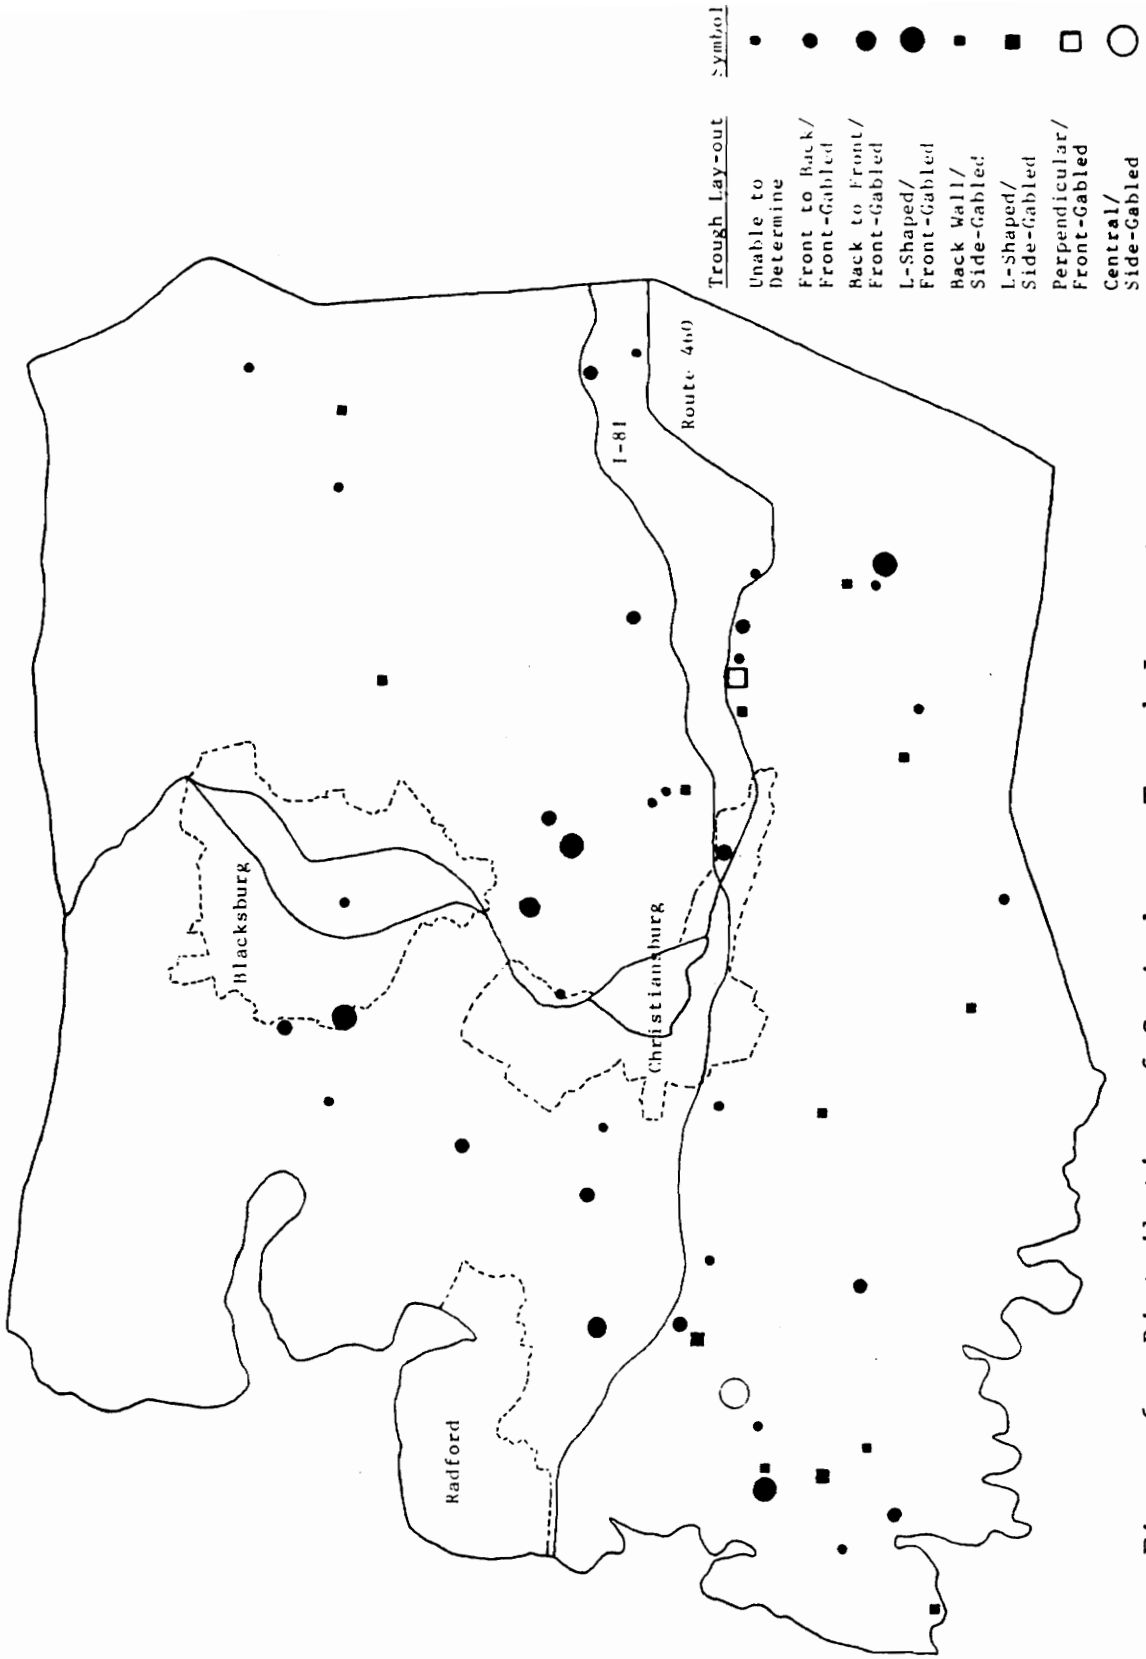 Blacksburg
Christiansburg
Radford
I-81
Route 460
Trough Lay-out
Symbol
Unable to
Determine
Front to Back/
Front-Gabled
Back to Front/
Front-Gabled
L-Shaped/
Front-Gabled
Back Wall/
Side-Gabled
L-Shaped/
Side-Gabled
Perpendicular/
Front-Gabled
Central/
Side-Gabled